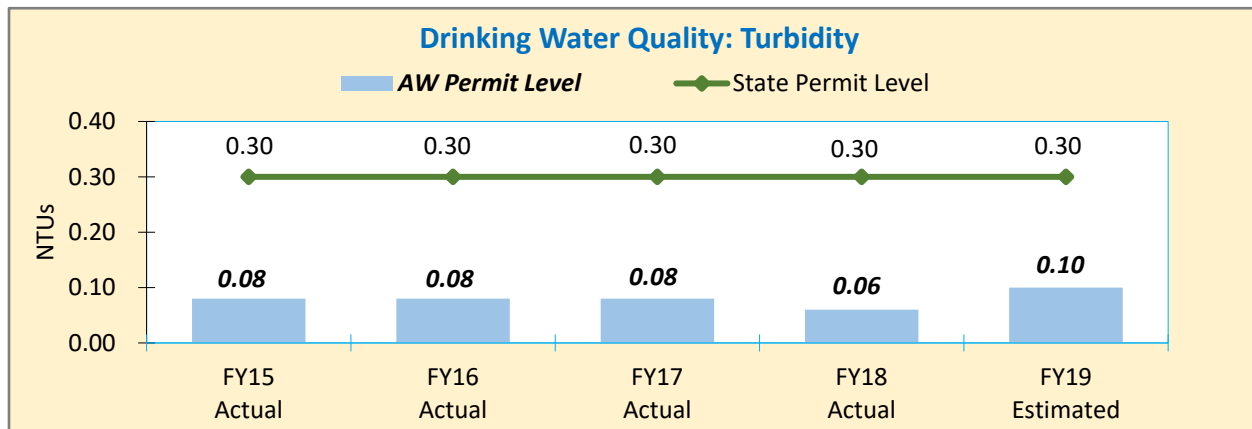 Drinking Water Quality: Turbidity
AW Permit Level State Permit Level
NTUs
0.40
0.30
0.20
0.10
0.00
0.30 0.30 0.30 0.30 0.30
0.08 0.08 0.08 0.06 0.10
FY15 FY16 FY17 FY18 FY19
Actual Actual Actual Actual Estimated